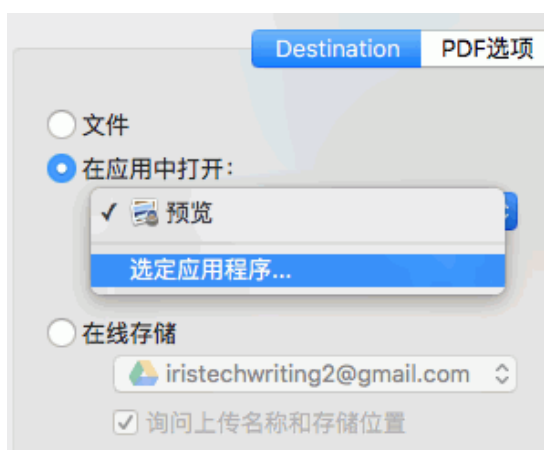 Destination PDF选项
文件
在应用中打开：
预览
选定应用程序...
在线存储
iristechwriting2@gmail.com
询问上传名称和存储位置